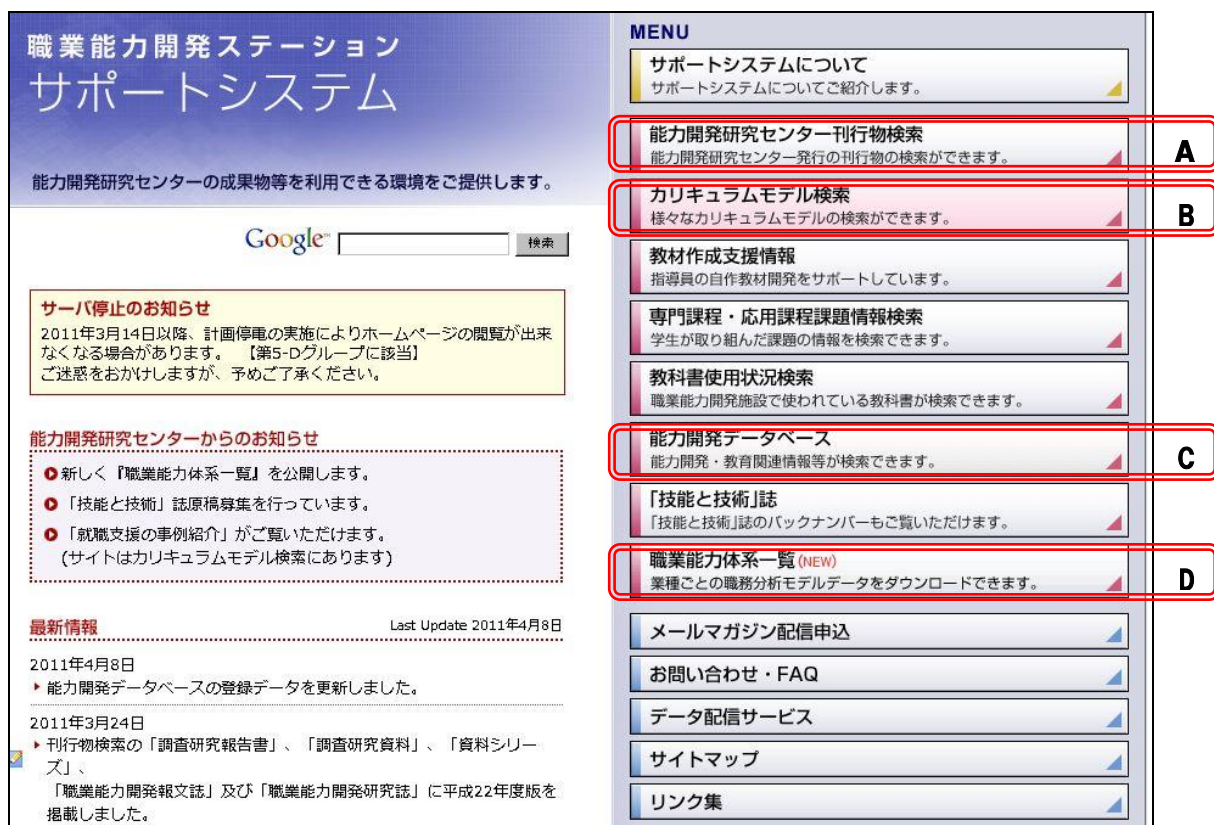 職業能力開発ステーション
サポートシステム
能力開発研究センターの成果物等を利用できる環境をご提供します。
Google™
検索
サーバ停止のお知らせ
2011年3月14日以降、計画停電の実施によりホームページの閲覧が出来
なくなる場合があります。 【第5-Dグループに該当】
ご迷惑をおかけしますが、予めご了承ください。
能力開発研究センターからのお知らせ
新しく『職業能力体系一覧』を公開します。
「技能と技術」誌原稿募集を行っています。
「就職支援の事例紹介」がご覧いただけます。
(サイトはカリキュラムモデル検索にあります)
最新情報 Last Update 2011年4月8日
2011年4月8日
能力開発データベースの登録データを更新しました。
2011年3月24日
刊行物検索の「調査研究報告書」、「調査研究資料」、「資料シリー
ズ」、
「職業能力開発報文誌」及び「職業能力開発研究誌」に平成22年度版を
掲載しました。
MENU
サポートシステムについて
サポートシステムについてご紹介します。
能力開発研究センター刊行物検索
能力開発研究センター発行の刊行物の検索ができます。
A
カリキュラムモデル検索
様々なカリキュラムモデルの検索ができます。
B
教材作成支援情報
指導員の自作教材開発をサポートしています。
専門課程・応用課程課題情報検索
学生が取り組んだ課題の情報を検索できます。
教科書使用状況検索
職業能力開発施設で使われている教科書が検索できます。
能力開発データベース
能力開発・教育関連情報等が検索できます。
C
「技能と技術」誌
「技能と技術」誌のバックナンバーもご覧いただけます。
職業能力体系一覧(NEW)
業種ごとの職務分析モデルデータをダウンロードできます。
D
メールマガジン配信申込
お問い合わせ・FAQ
データ配信サービス
サイトマップ
リンク集